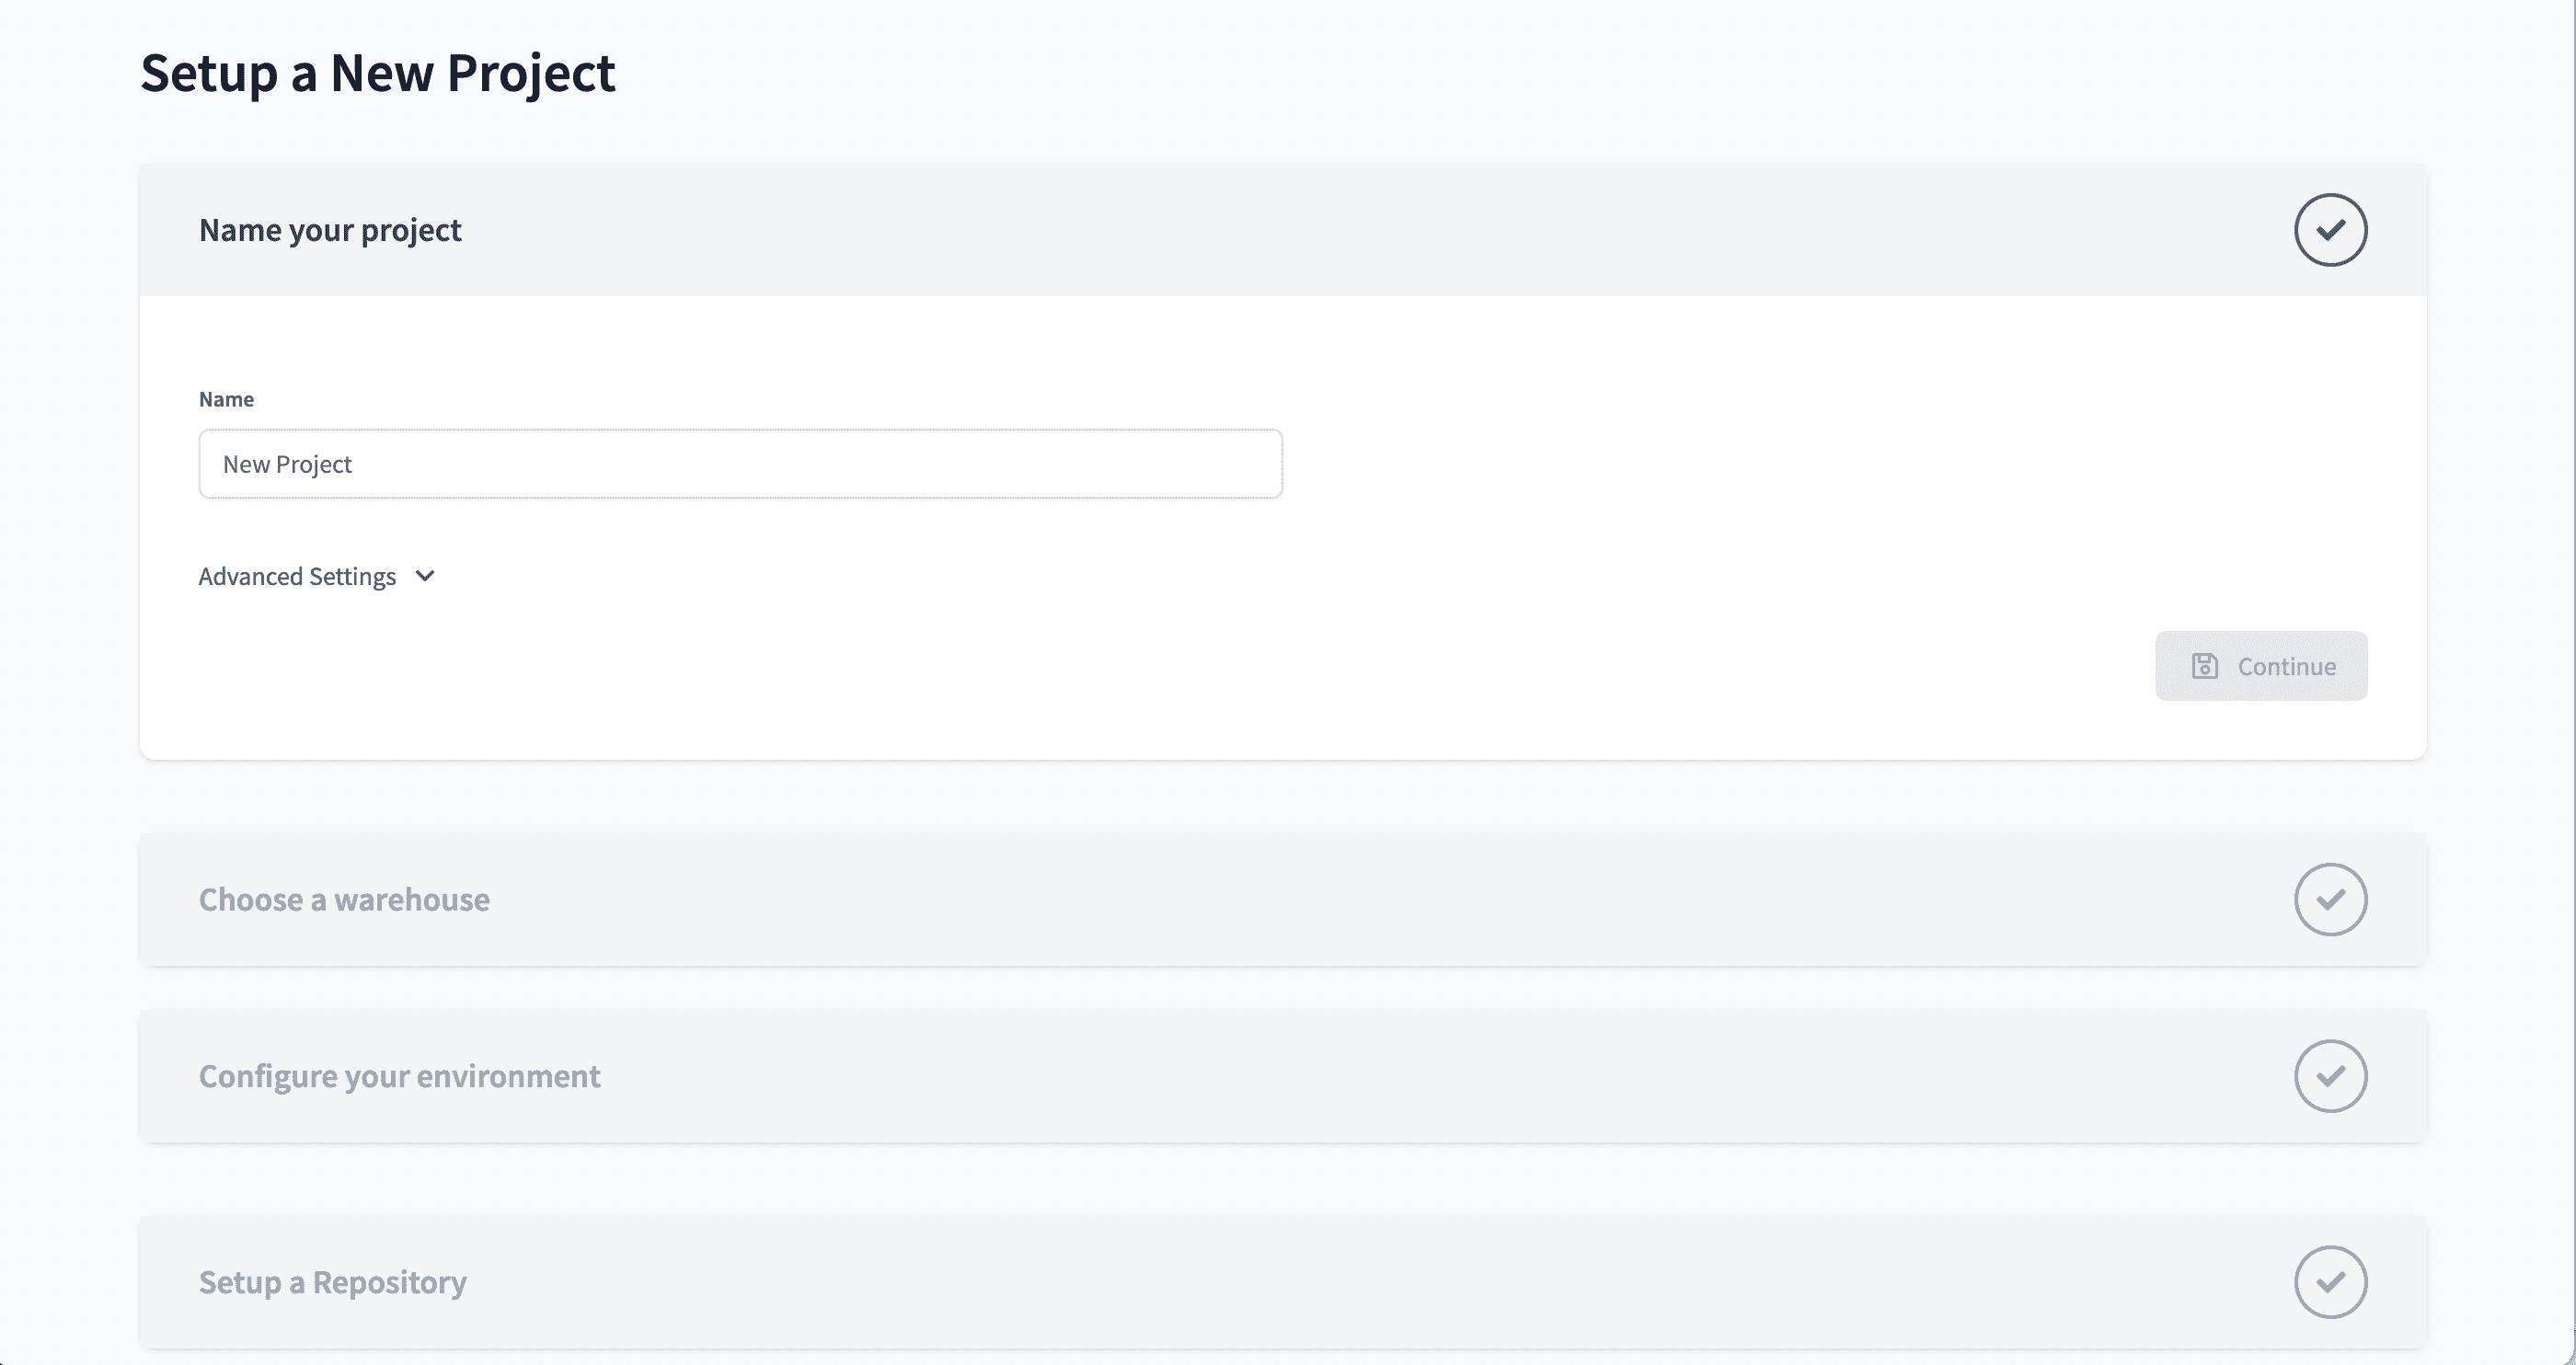 Setup a New Project
Name your project
Name
New Project
Advanced Settings
Continue
Choose a warehouse
Configure your environment
Setup a Repository